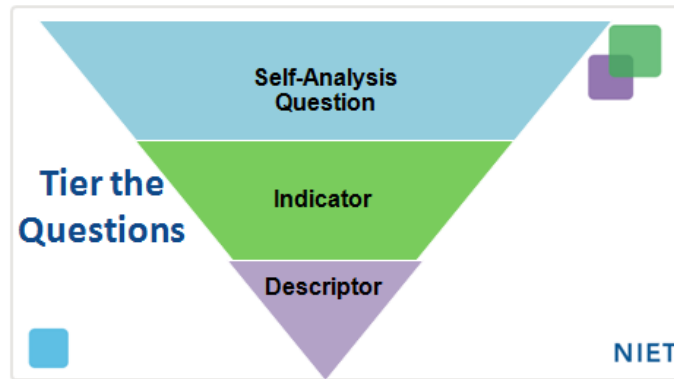 Self-Analysis
Question
Tier the
Questions
Indicator
Descriptor
NIET